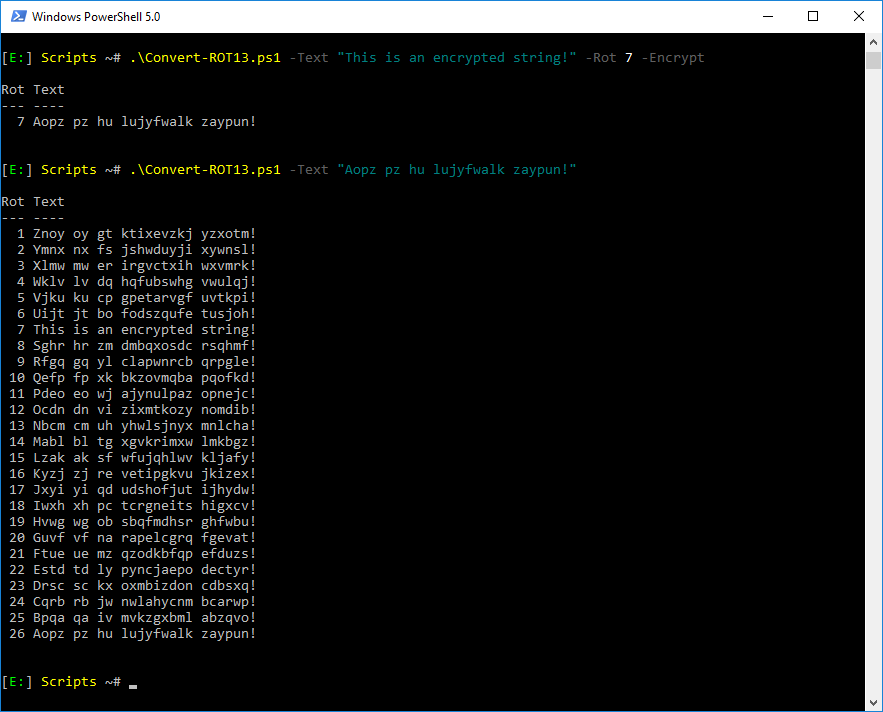 Windows PowerShell 5.0
[E:] Scripts ~# .\Convert-ROT13.ps1 -Text "This is an encrypted string!" -Rot 7 -Encrypt
Rot Text
--- ----
7 Aopz pz hu lujyfwalk zaypun!
[E:] Scripts ~# .\Convert-ROT13.ps1 -Text "Aopz pz hu lujyfwalk zaypun!"
Rot Text
--- ----
1 Znoy oy gt ktixevzkj yzxotm!
2 Ymnx nx fs jshwduyji xywnsl!
3 Xlmw mw er irgvctxih wxvmrk!
4 Wklv lv dq hqfubswhg vwulqj!
5 Vjku ku cp gpetarvgf uvtkpi!
6 Uijt jt bo fodszqufe tusjoh!
7 This is an encrypted string!
8 Sghr hr zm dmbqxosdc rsqhmf!
9 Rfgq gq yl clapwnrcb qrpgle!
10 Qefp fp xk bkzovmqba pqofkd!
11 Pdeo eo wj ajynulpaz opnejc!
12 Ocdn dn vi zixmtkozy nomdib!
13 Nbcm cm uh yhwlsjnyx mnlcha!
14 Mabl bl tg xgvkrimxw lmkbgz!
15 Lzak ak sf wfujqhlwv kljafy!
16 Kyzj zj re vetipgkvu jkizex!
17 Jxyi yi qd udshofjut ijhydw!
18 Iwxh xh pc tcrgneits higxcv!
19 Hvwg wg ob sbqfmdhsr ghfwbu!
20 Guvf vf na rapelcgrq fgevat!
21 Ftue ue mz qzodkbfqp efduzs!
22 Estd td ly pyncjaepo dectyr!
23 Drsc sc kx oxmbizdon cdbsxq!
24 Cqrb rb jw nwlahycnm bcarwp!
25 Bpqa qa iv mvkzgxbml abzqvo!
26 Aopz pz hu lujyfwalk zaypun!
[E:] Scripts ~#